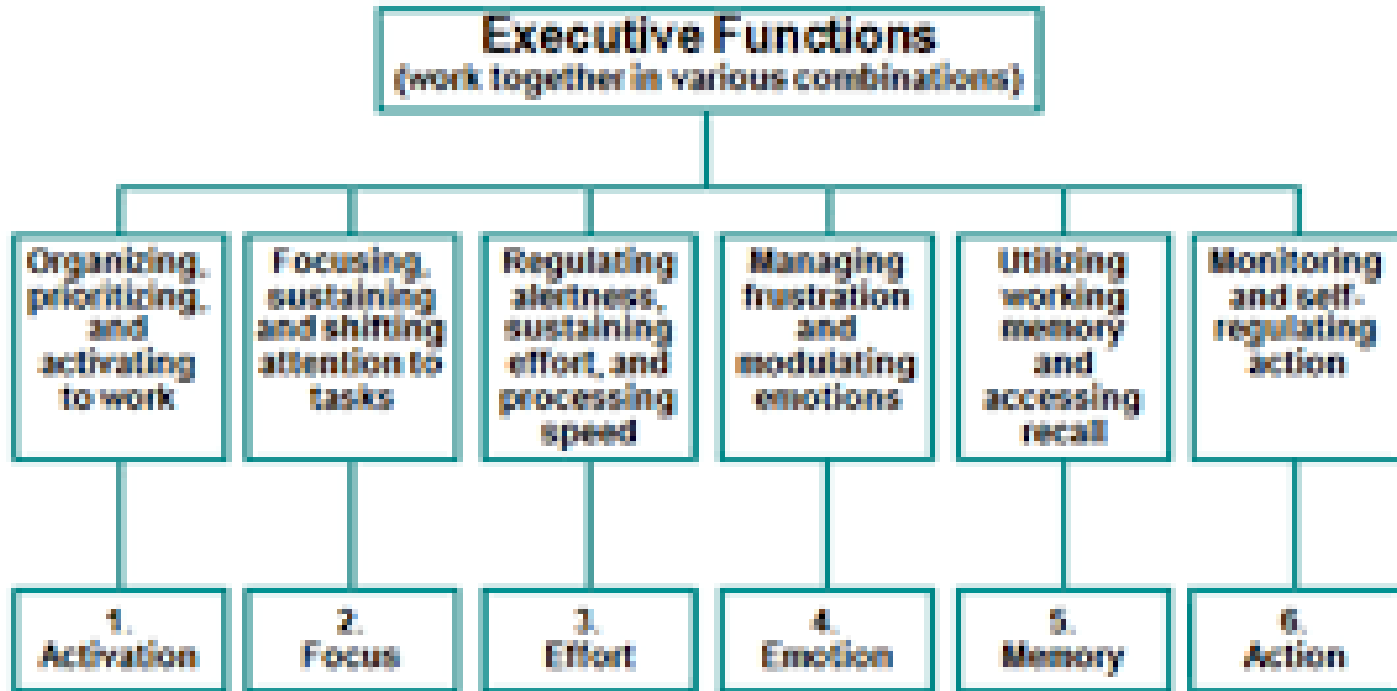 Executive Functions
(work together in various combinations)
Organizing,
prioritizing,
and
activating
to work
Focusing,
sustaining
and shifting
attention to
tasks
Regulating
alertness,
sustaining
effort, and
processing
speed
Managing
frustration
and
modulating
emotions
Utilizing
working
memory
and
accessing
recall
Monitoring
and self-
regulating
action
1.
Activation
2.
Focus
3.
Effort
4.
Emotion
5.
Memory
6.
Action